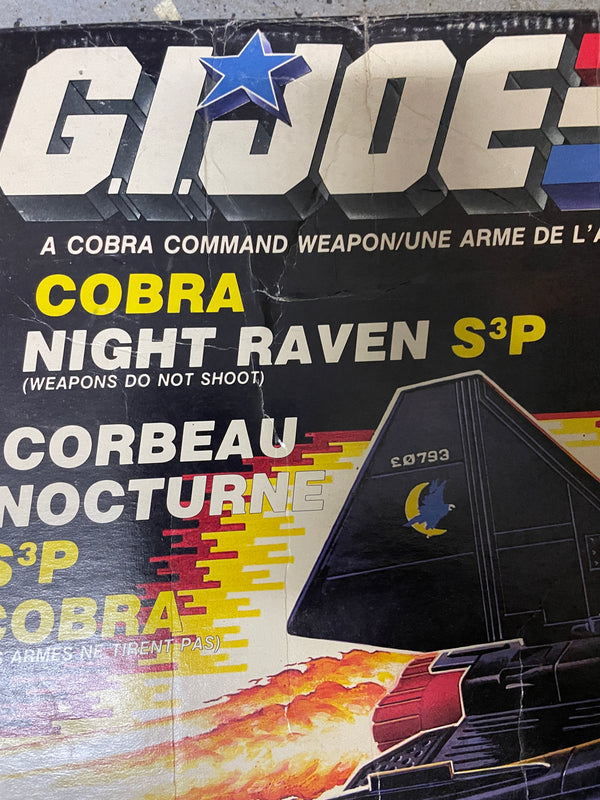 G.I.JOE
A COBRA COMMAND WEAPON/UNE ARME DE L'A
COBRA
NIGHT RAVEN S³P
(WEAPONS DO NOT SHOOT)
CORBEAU
NOCTURNE
S³P
COBRA
S ARMES NE TIRENT PAS)
£0793